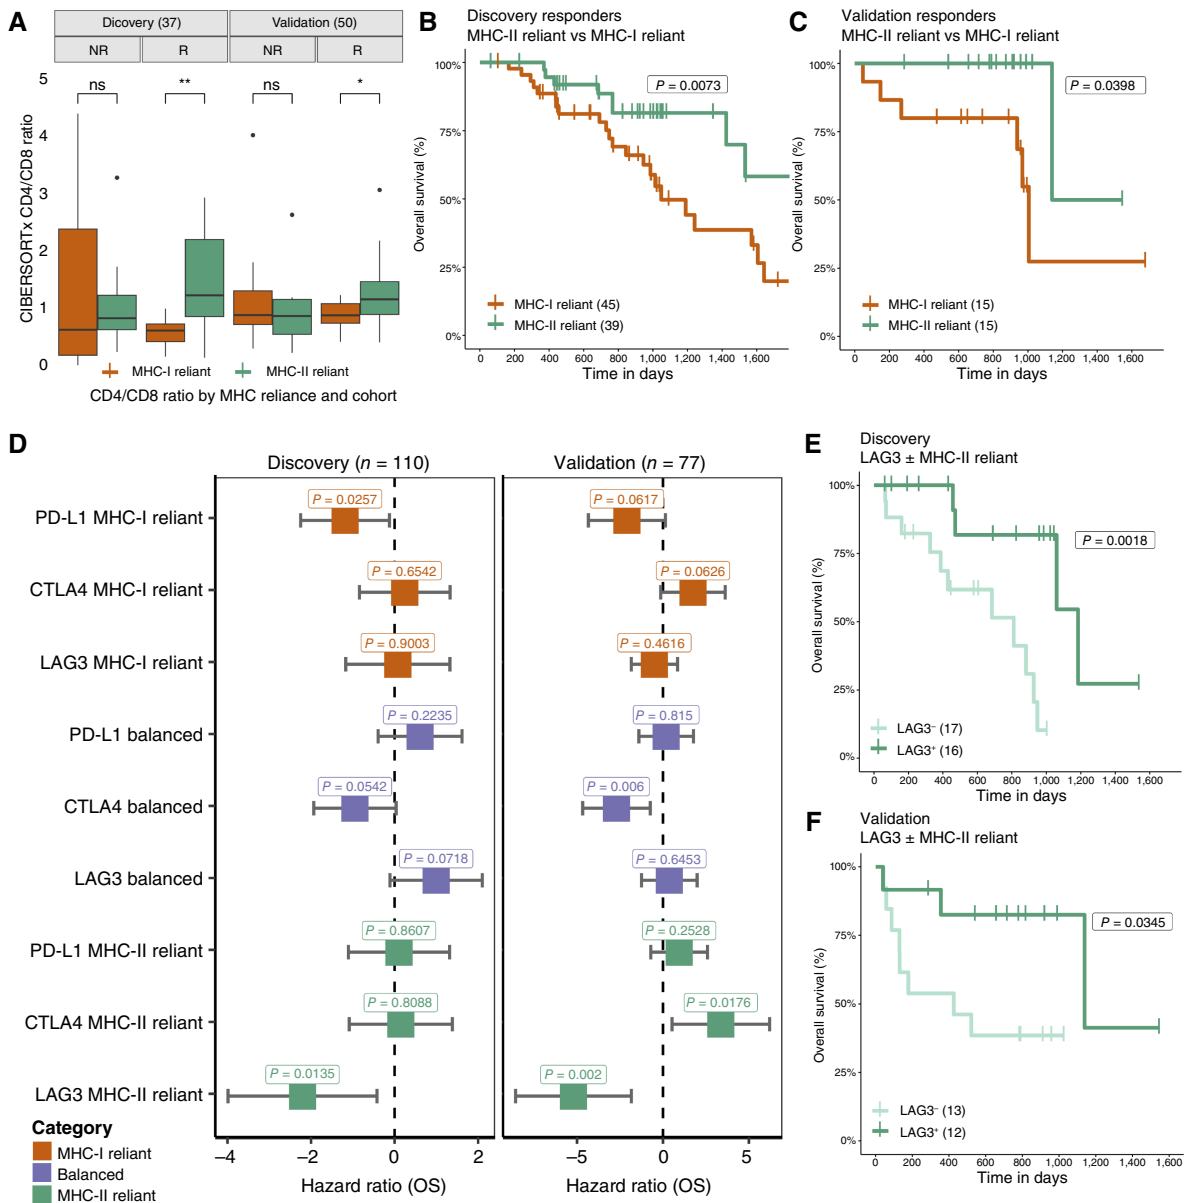 A
Dicovery (37)
Validation (50)
NR
R
NR
R
CIBERSORTx CD4/CD8 ratio
5
4
3
2
1
0
ns
**
ns
*
MHC-I reliant
MHC-II reliant
CD4/CD8 ratio by MHC reliance and cohort
B
Discovery responders
MHC-II reliant vs MHC-I reliant
Overall survival (%)
100%
75%
50%
25%
0%
P = 0.0073
MHC-I reliant (45)
MHC-II reliant (39)
0 200 400 600 800 1,000 1,200 1,400 1,600
Time in days
C
Validation responders
MHC-II reliant vs MHC-I reliant
Overall survival (%)
100%
75%
50%
25%
0%
P = 0.0398
MHC-I reliant (15)
MHC-II reliant (15)
0 200 400 600 800 1,000 1,200 1,400 1,600
Time in days
D
Discovery (n = 110)
Validation (n = 77)
PD-L1 MHC-I reliant
P = 0.0257
P = 0.0617
CTLA4 MHC-I reliant
P = 0.6542
P = 0.0626
LAG3 MHC-I reliant
P = 0.9003
P = 0.4616
PD-L1 balanced
P = 0.2235
P = 0.815
CTLA4 balanced
P = 0.0542
P = 0.006
LAG3 balanced
P = 0.0718
P = 0.6453
PD-L1 MHC-II reliant
P = 0.8607
P = 0.2528
CTLA4 MHC-II reliant
P = 0.8088
P = 0.0176
LAG3 MHC-II reliant
P = 0.0135
P = 0.002
−4 −2 0 2
−5 0 5
Hazard ratio (OS)
Hazard ratio (OS)
Category
MHC-I reliant
Balanced
MHC-II reliant
E
Discovery
LAG3 ± MHC-II reliant
Overall survival (%)
100%
75%
50%
25%
0%
P = 0.0018
LAG3⁻ (17)
LAG3⁺ (16)
0 200 400 600 800 1,000 1,200 1,400 1,600
Time in days
F
Validation
LAG3 ± MHC-II reliant
Overall survival (%)
100%
75%
50%
25%
0%
P = 0.0345
LAG3⁻ (13)
LAG3⁺ (12)
0 200 400 600 800 1,000 1,200 1,400 1,600
Time in days